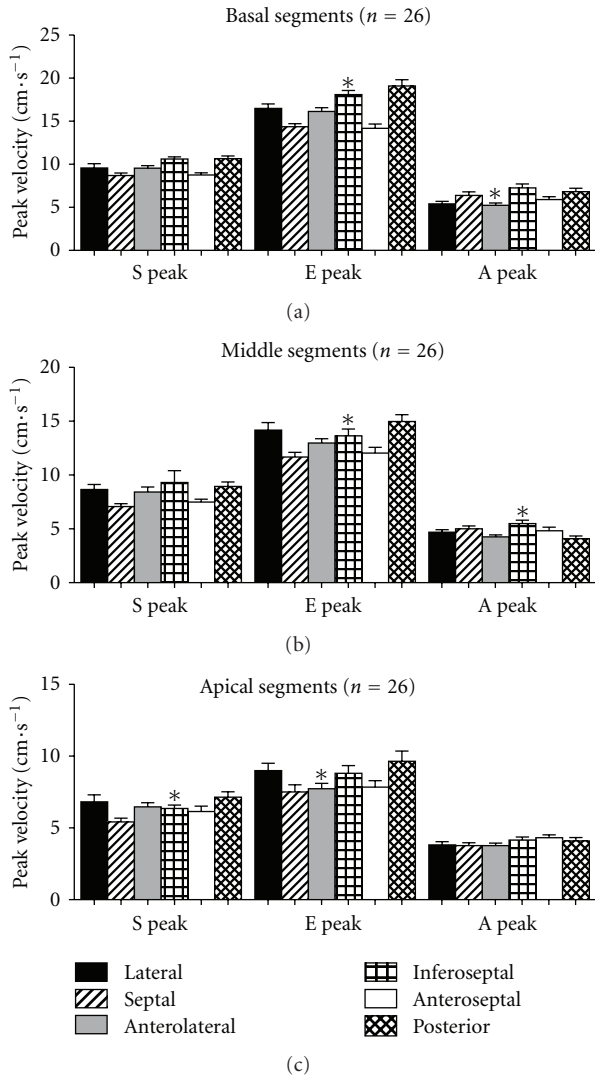 Basal segments (n = 26)
Peak velocity (cm·s⁻¹)
25
20
15
10
5
0
*
*
S peak
E peak
A peak
(a)
Middle segments (n = 26)
Peak velocity (cm·s⁻¹)
20
15
10
5
0
*
*
S peak
E peak
A peak
(b)
Apical segments (n = 26)
Peak velocity (cm·s⁻¹)
15
10
5
0
*
*
S peak
E peak
A peak
Lateral
Septal
Anterolateral
Inferoseptal
Anteroseptal
Posterior
(c)